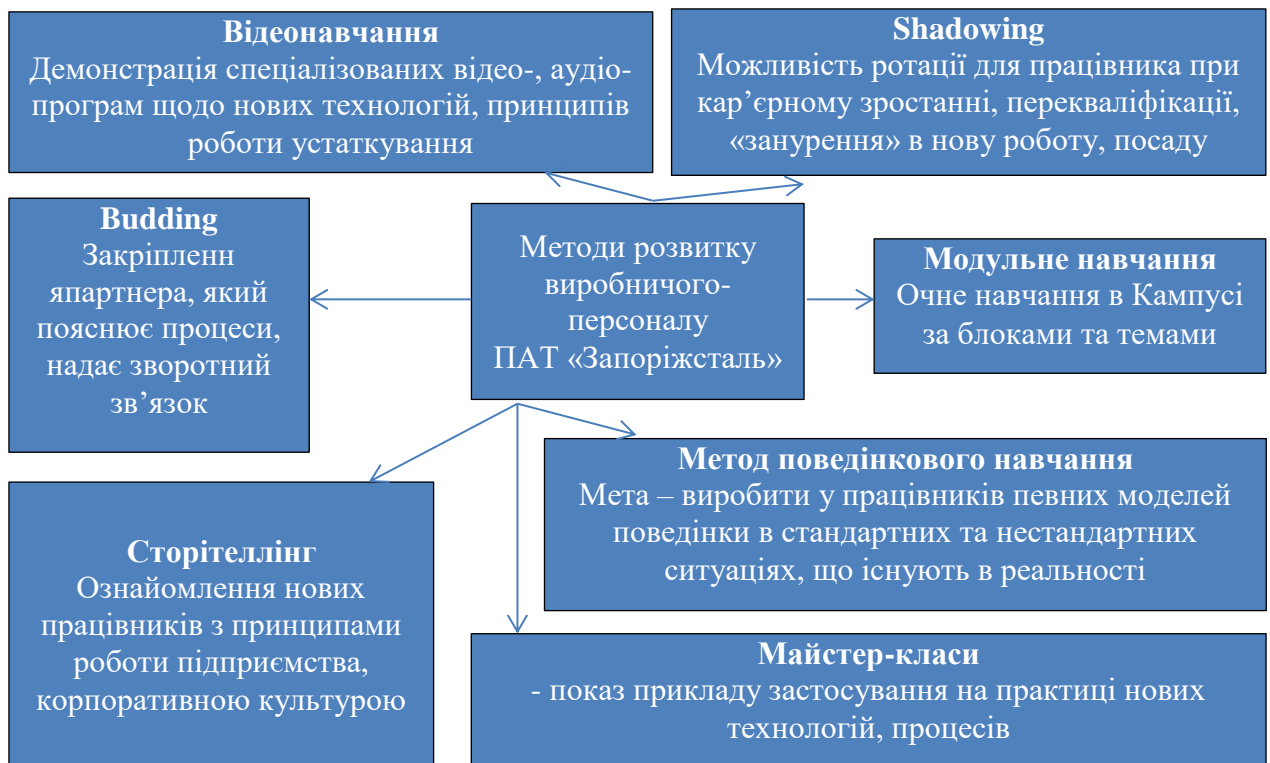 Відеонавчання
Демонстрація спеціалізованих відео-, аудіо-
програм щодо нових технологій, принципів
роботи устаткування
Shadowing
Можливість ротації для працівника при
кар’єрному зростанні, перекваліфікації,
«занурення» в нову роботу, посаду
Budding
Закріпленн
япартнера, який
пояснює процеси,
надає зворотний
зв’язок
Методи розвитку
виробничого-
персоналу
ПАТ «Запоріжсталь»
Модульне навчання
Очне навчання в Кампусі
за блоками та темами
Сторітеллінг
Ознайомлення нових
працівників з принципами
роботи підприємства,
корпоративною культурою
Метод поведінкового навчання
Мета – виробити у працівників певних моделей
поведінки в стандартних та нестандартних
ситуаціях, що існують в реальності
Майстер-класи
- показ прикладу застосування на практиці нових
технологій, процесів